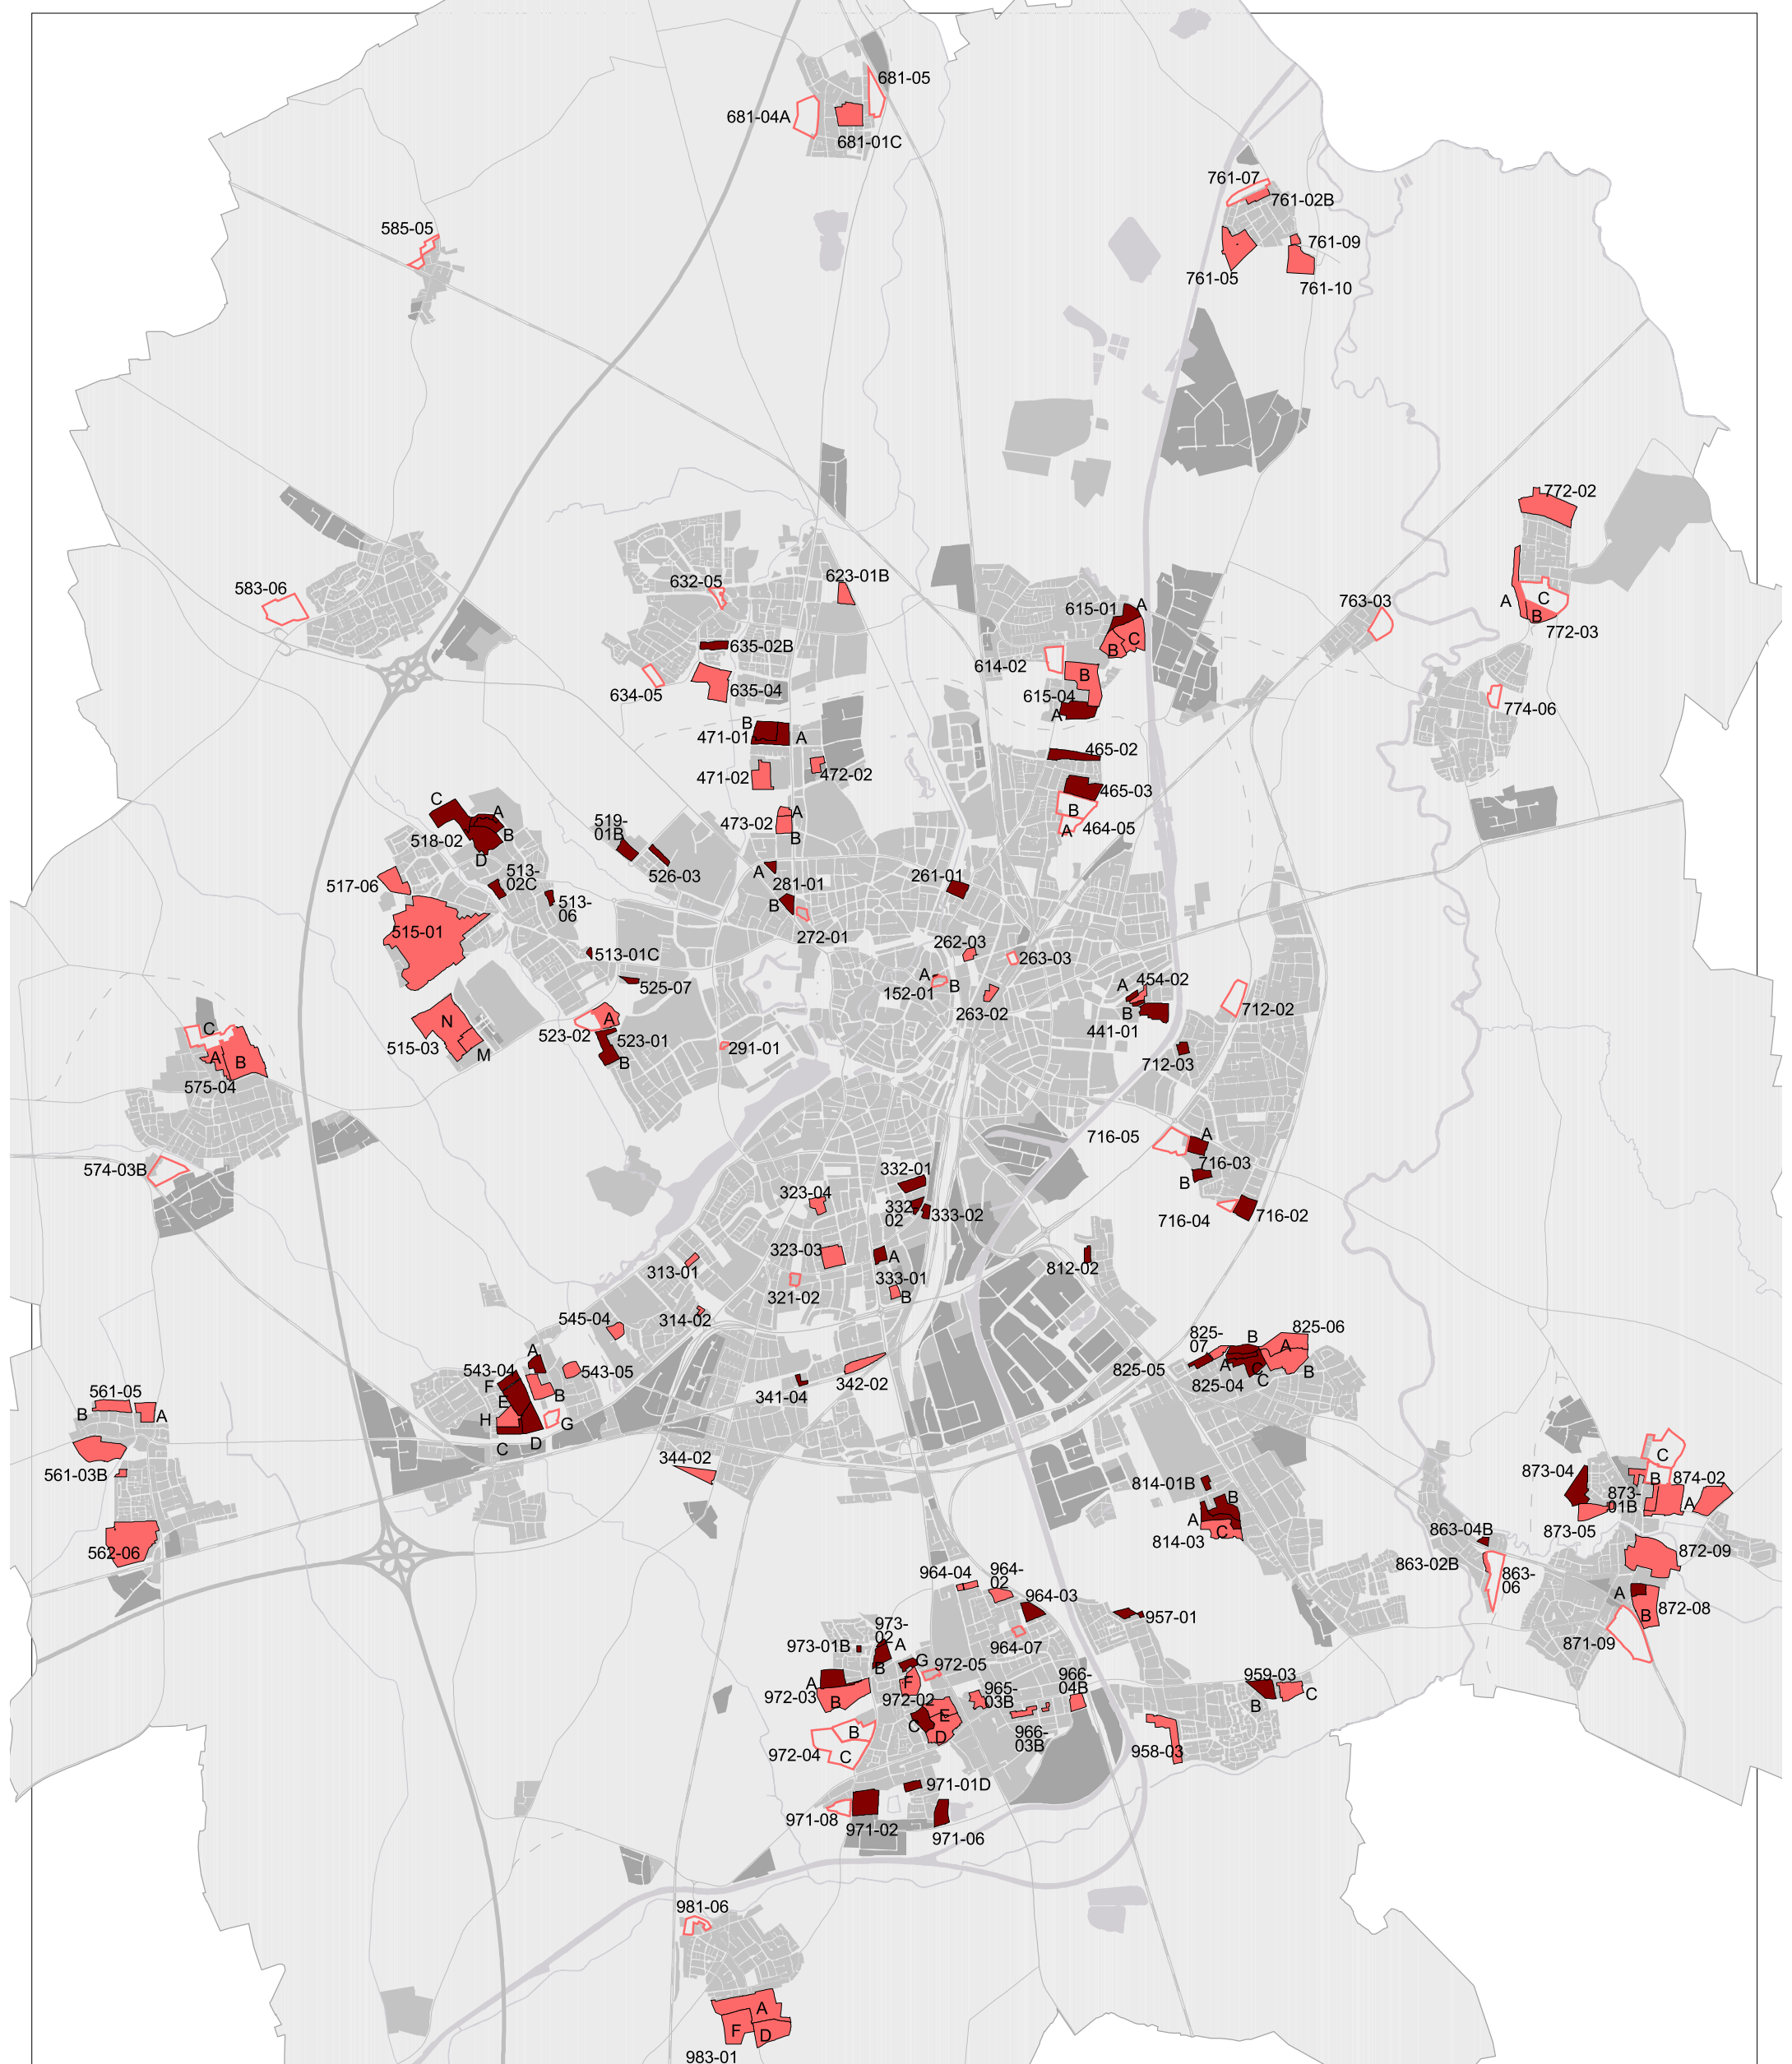 681-05
681-04A
681-01C
761-07
761-02B
761-09
761-05
761-10
585-05
772-02
583-06
632-05
623-01B
615-01
A
C
B
763-03
A
C
B
772-03
635-02B
614-02
B
634-05
635-04
615-04
A
774-06
B
471-01
A
465-02
471-02
472-02
465-03
C
A
518-02
B
D
519-
01B
473-02
A
B
B
A
464-05
526-03
A
281-01
261-01
517-06
513-
02C
513-
06
B
272-01
515-01
262-03
263-03
513-01C
A
152-01
B
525-07
263-02
A
454-02
B
441-01
712-02
N
515-03
M
523-02
A
523-01
B
291-01
712-03
C
A
B
575-04
716-05
A
716-03
B
574-03B
332-01
323-04
332-
02
333-02
716-04
716-02
323-03
A
812-02
313-01
333-01
B
321-02
545-04
314-02
825-
07
B
825-06
A
A
C
B
825-05
825-04
A
543-04
543-05
F
E
B
H
G
C
D
341-04
342-02
561-05
B
A
561-03B
344-02
562-06
814-01B
B
A
C
814-03
873-04
C
B
874-02
873-
01B
A
873-05
863-04B
863-02B
863-
06
872-09
A
B
872-08
871-09
964-04
964-
02
964-03
957-01
973-
02
973-01B
A
B
964-07
G
972-05
A
972-03
B
F
972-02
965-
03B
966-
04B
959-03
B
C
C
E
D
966-
03B
B
972-04
C
958-03
971-01D
971-08
971-02
971-06
981-06
A
F
D
983-01